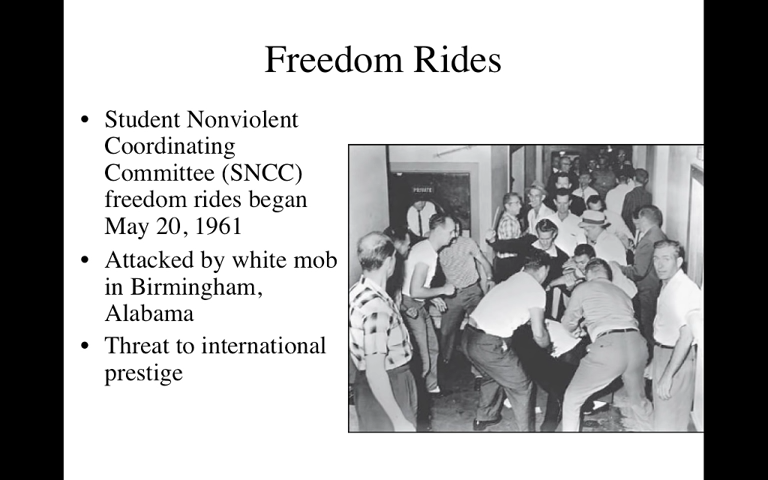 Freedom Rides
• Student Nonviolent
Coordinating
Committee (SNCC)
freedom rides began
May 20, 1961
• Attacked by white mob
in Birmingham,
Alabama
• Threat to international
prestige
PRIVATE